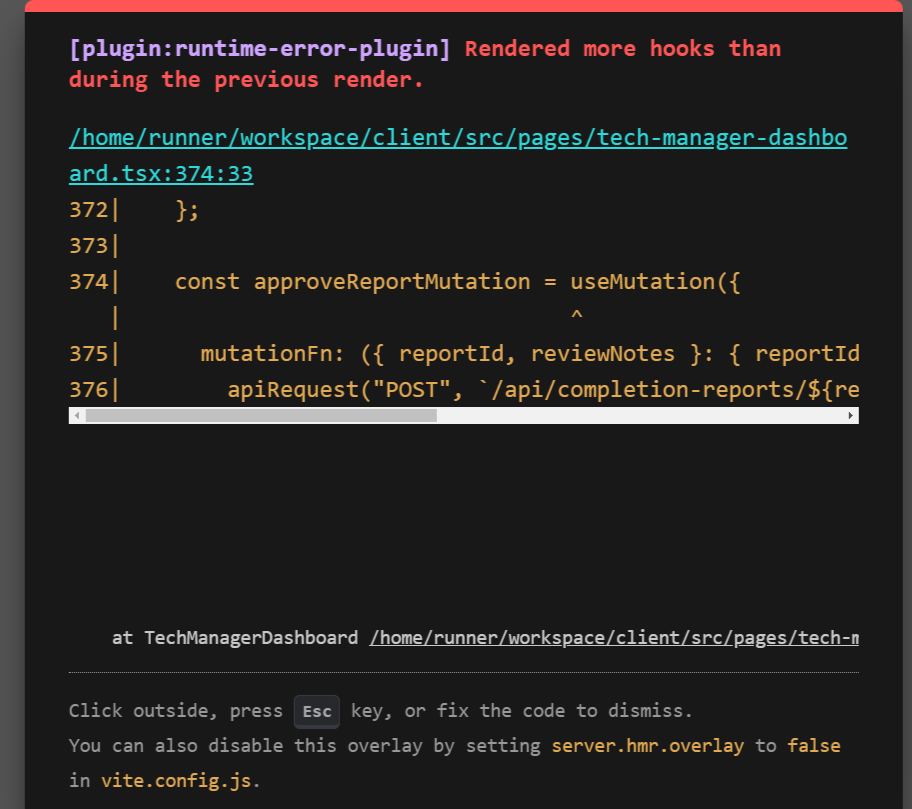 [plugin:runtime-error-plugin] Rendered more hooks than
during the previous render.
/home/runner/workspace/client/src/pages/tech-manager-dashbo
ard.tsx:374:33
372|    };
373|
374|    const approveReportMutation = useMutation({
   |                                  ^
375|      mutationFn: ({ reportId, reviewNotes }: { reportId
376|        apiRequest("POST", `/api/completion-reports/${re
at TechManagerDashboard /home/runner/workspace/client/src/pages/tech-m
Click outside, press Esc key, or fix the code to dismiss.
You can also disable this overlay by setting server.hmr.overlay to false
in vite.config.js.